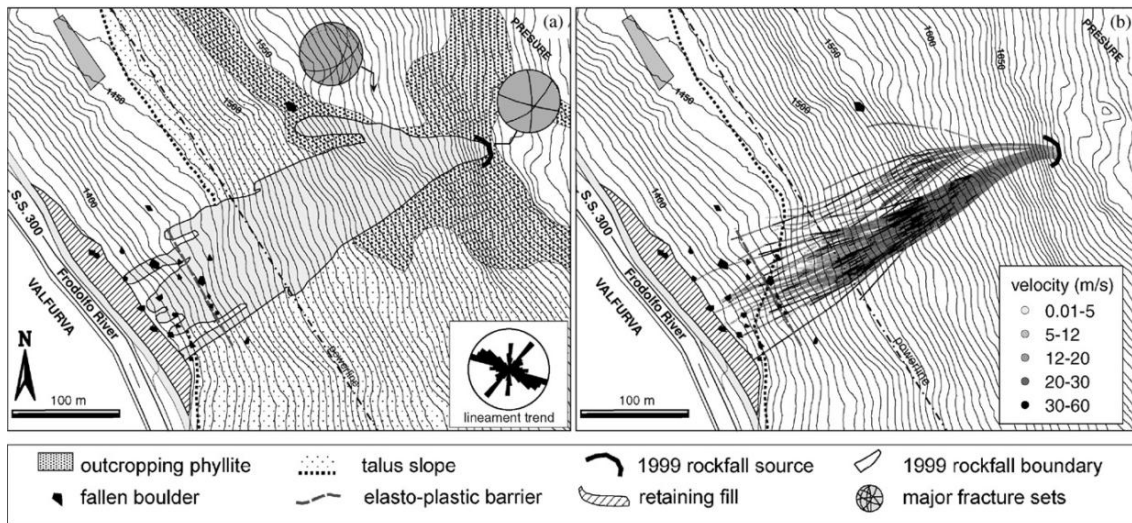 (a)
PRESURE
1550
1500
1450
1400
S.S. 300
Frodolfo River
VALFURVA
N
100 m
powerline
lineament trend
(b)
PRESURE
1650
1600
1550
1500
1450
1400
S.S. 300
Frodolfo River
VALFURVA
100 m
powerline
velocity (m/s)
0.01-5
5-12
12-20
20-30
30-60
outcropping phyllite
talus slope
1999 rockfall source
1999 rockfall boundary
fallen boulder
elasto-plastic barrier
retaining fill
major fracture sets